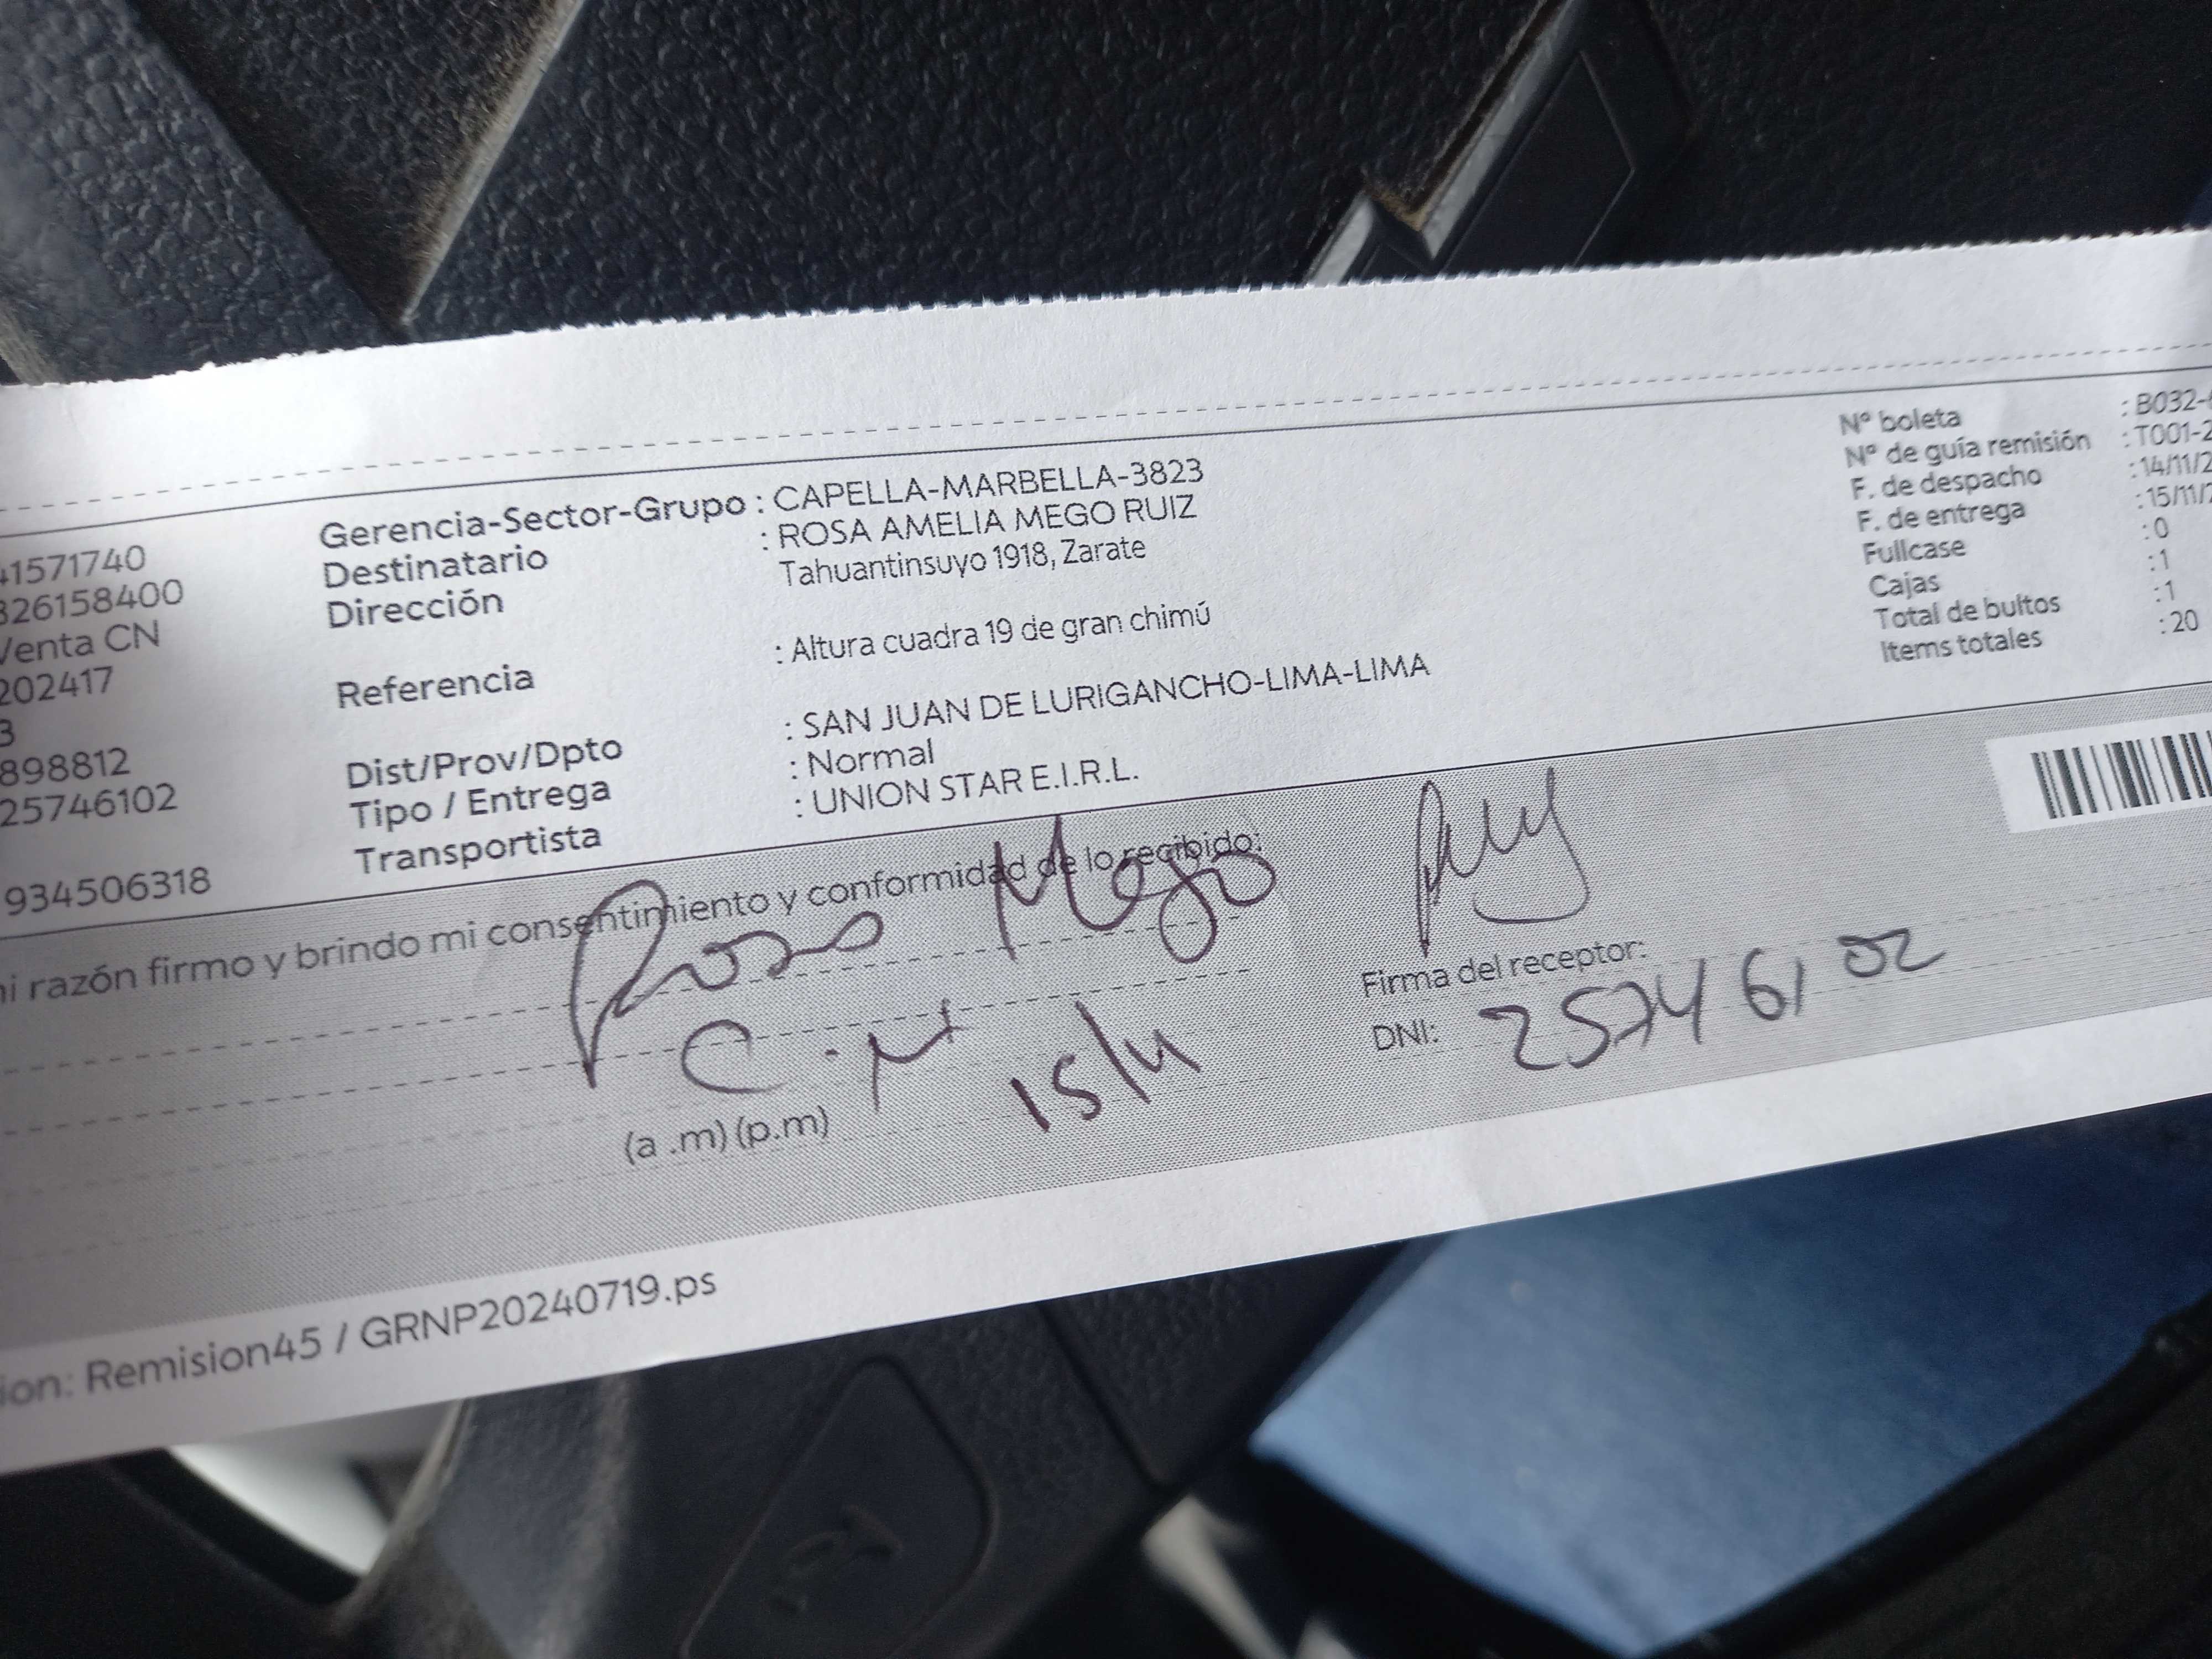 41571740
326158400
Venta CN
202417
3
898812
25746102
934506318
Gerencia-Sector-Grupo : CAPELLA-MARBELLA-3823
Destinatario : ROSA AMELIA MEGO RUIZ
Dirección Tahuantinsuyo 1918, Zarate
Referencia : Altura cuadra 19 de gran chimú
Dist/Prov/Dpto : SAN JUAN DE LURIGANCHO-LIMA-LIMA
Tipo / Entrega : Normal
Transportista : UNION STAR E.I.R.L.
Nº boleta : B032-
Nº de guía remisión : T001-2
F. de despacho : 14/11/2
F. de entrega : 15/11/2
Fullcase : 0
Cajas : 1
Total de bultos : 1
Items totales : 20
mi razón firmo y brindo mi consentimiento y conformidad de lo recibido:
Rosa Mego
Firma del receptor:
(a .m) (p.m) 15/11
DNI: 25746102
ion: Remision45 / GRNP20240719.ps